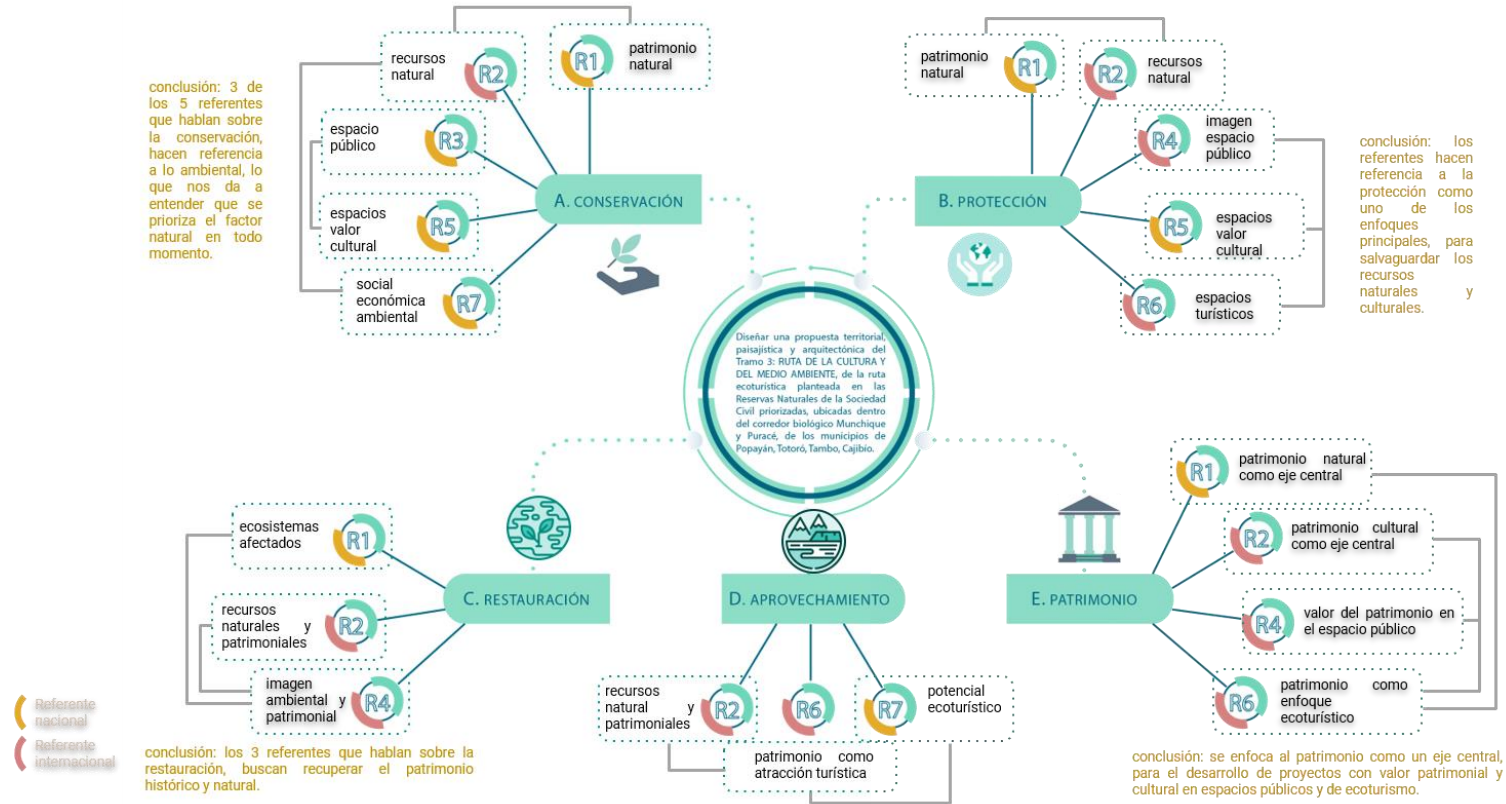 recursos
natural
R2
R1
patrimonio
natural
conclusión: 3 de
los 5 referentes
que hablan sobre
la conservación,
hacen referencia
a lo ambiental, lo
que nos da a
entender que se
prioriza el factor
natural en todo
momento.
espacio
público
R3
espacios
valor
cultural
R5
social
económica
ambiental
R7
A. CONSERVACIÓN
patrimonio
natural
R1
R2
recursos
natural
R4
imagen
espacio
público
R5
espacios
valor
cultural
R6
espacios
turísticos
B. PROTECCIÓN
conclusión: los
referentes hacen
referencia a la
protección como
uno de los
enfoques
principales, para
salvaguardar los
recursos
naturales y
culturales.
Diseñar una propuesta territorial,
paisajística y arquitectónica del
Tramo 3: RUTA DE LA CULTURA Y
DEL MEDIO AMBIENTE, de la ruta
ecoturística planteada en las
Reservas Naturales de la Sociedad
Civil priorizadas, ubicadas dentro
del corredor biológico Munchique
y Puracé, de los municipios de
Popayán, Totoró, Tambo, Cajibío.
ecosistemas
afectados
R1
recursos
naturales y
patrimoniales
R2
imagen
ambiental y
patrimonial
R4
C. RESTAURACIÓN
conclusión: los 3 referentes que hablan sobre la
restauración, buscan recuperar el patrimonio
histórico y natural.
D. APROVECHAMIENTO
recursos
natural y
patrimoniales
R2
R6
R7
potencial
ecoturístico
patrimonio como
atracción turística
E. PATRIMONIO
R1
patrimonio natural
como eje central
R2
patrimonio cultural
como eje central
R4
valor del patrimonio en
el espacio público
R6
patrimonio como
enfoque
ecoturístico
conclusión: se enfoca al patrimonio como un eje central,
para el desarrollo de proyectos con valor patrimonial y
cultural en espacios públicos y de ecoturismo.
Referente
nacional
Referente
internacional